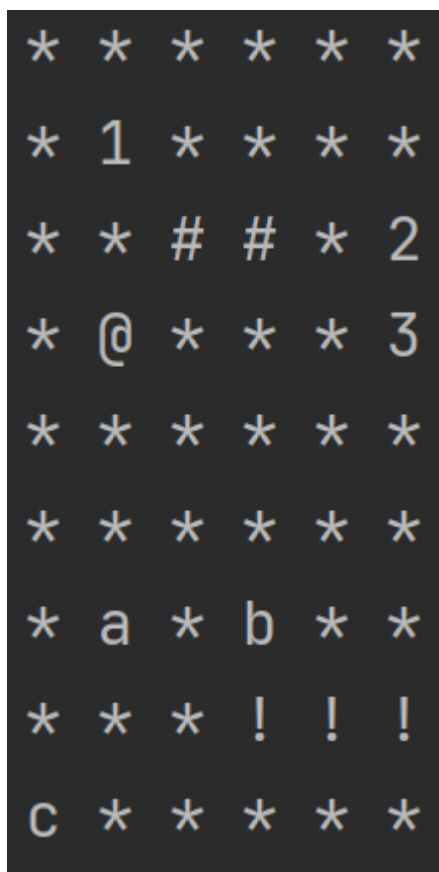 * * * * * *
* 1 * * * *
* * # # * 2
* @ * * * 3
* * * * * *
* * * * * *
* a * b * *
* * * ! ! !
c * * * * *